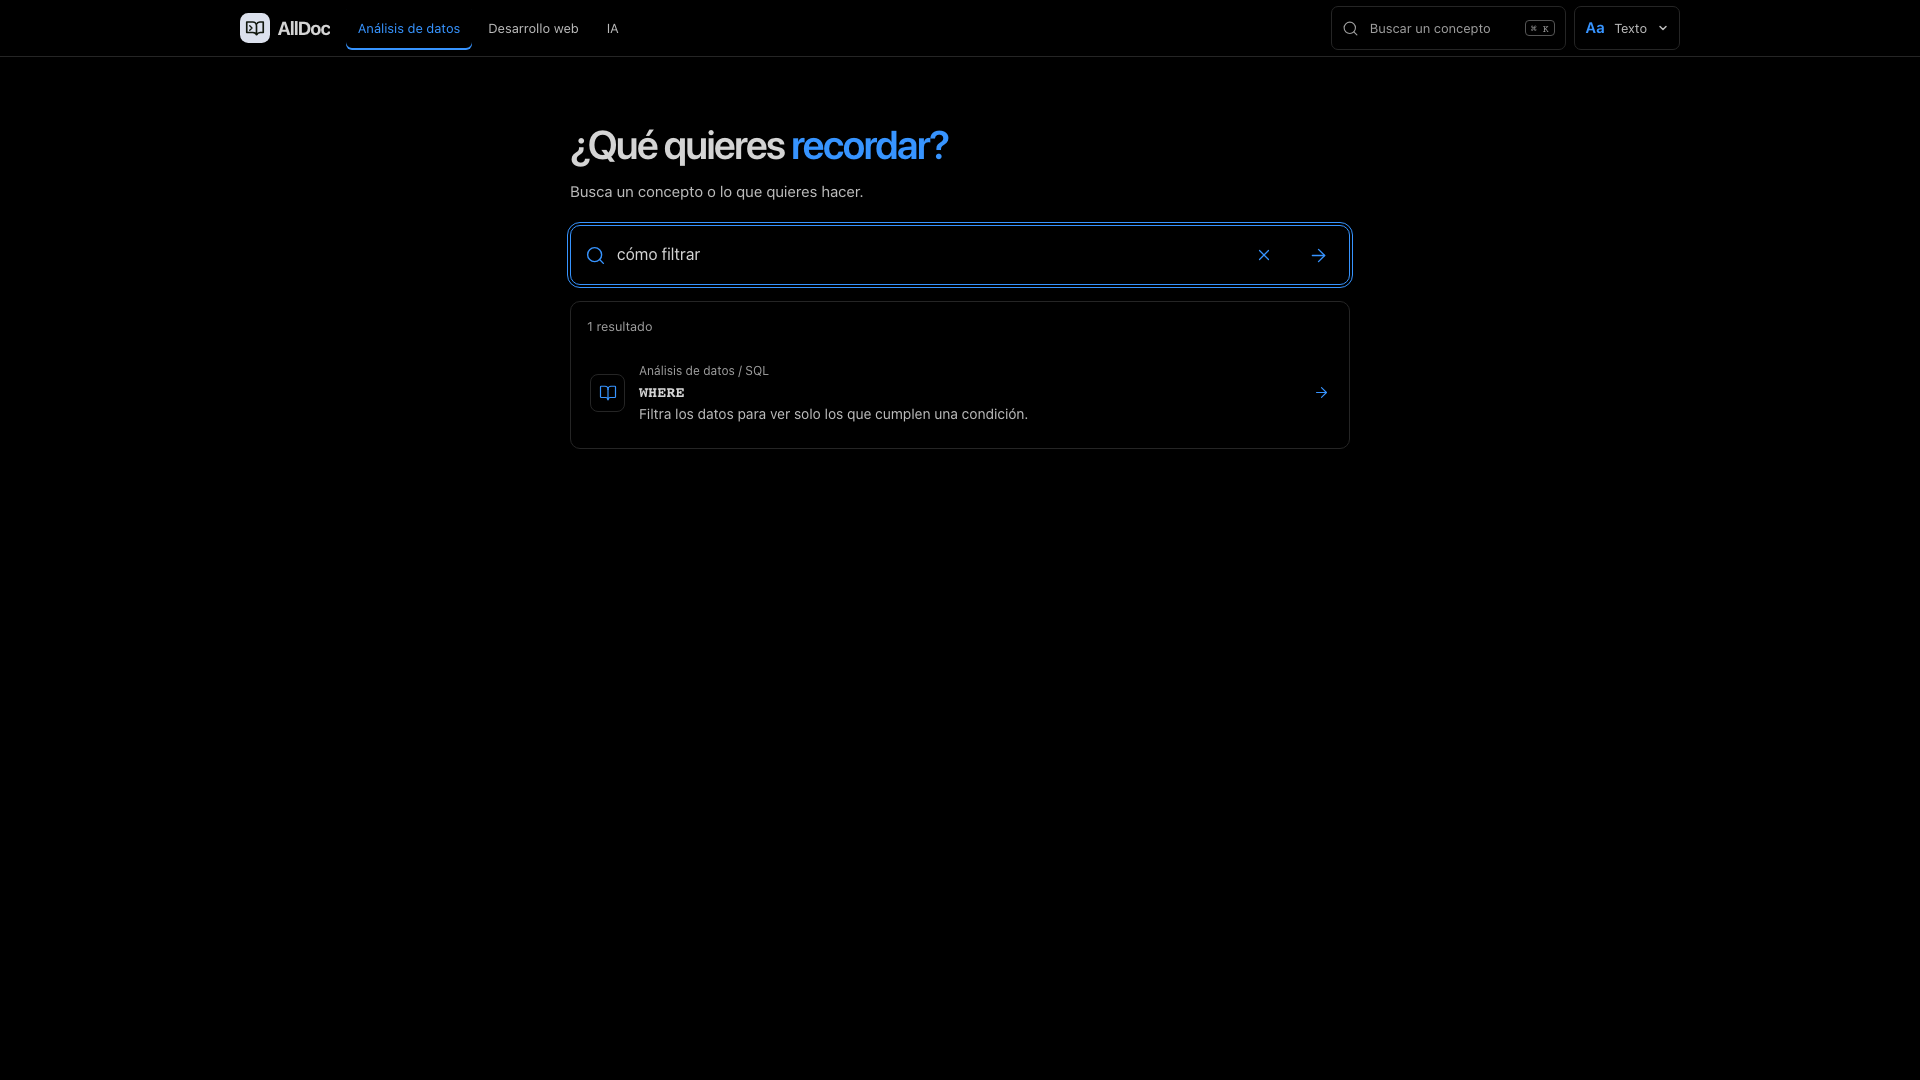 AllDoc
Análisis de datos
Desarrollo web
IA
Buscar un concepto
⌘ K
Aa Texto
¿Qué quieres recordar?
Busca un concepto o lo que quieres hacer.
cómo filtrar
1 resultado
Análisis de datos / SQL
WHERE
Filtra los datos para ver solo los que cumplen una condición.